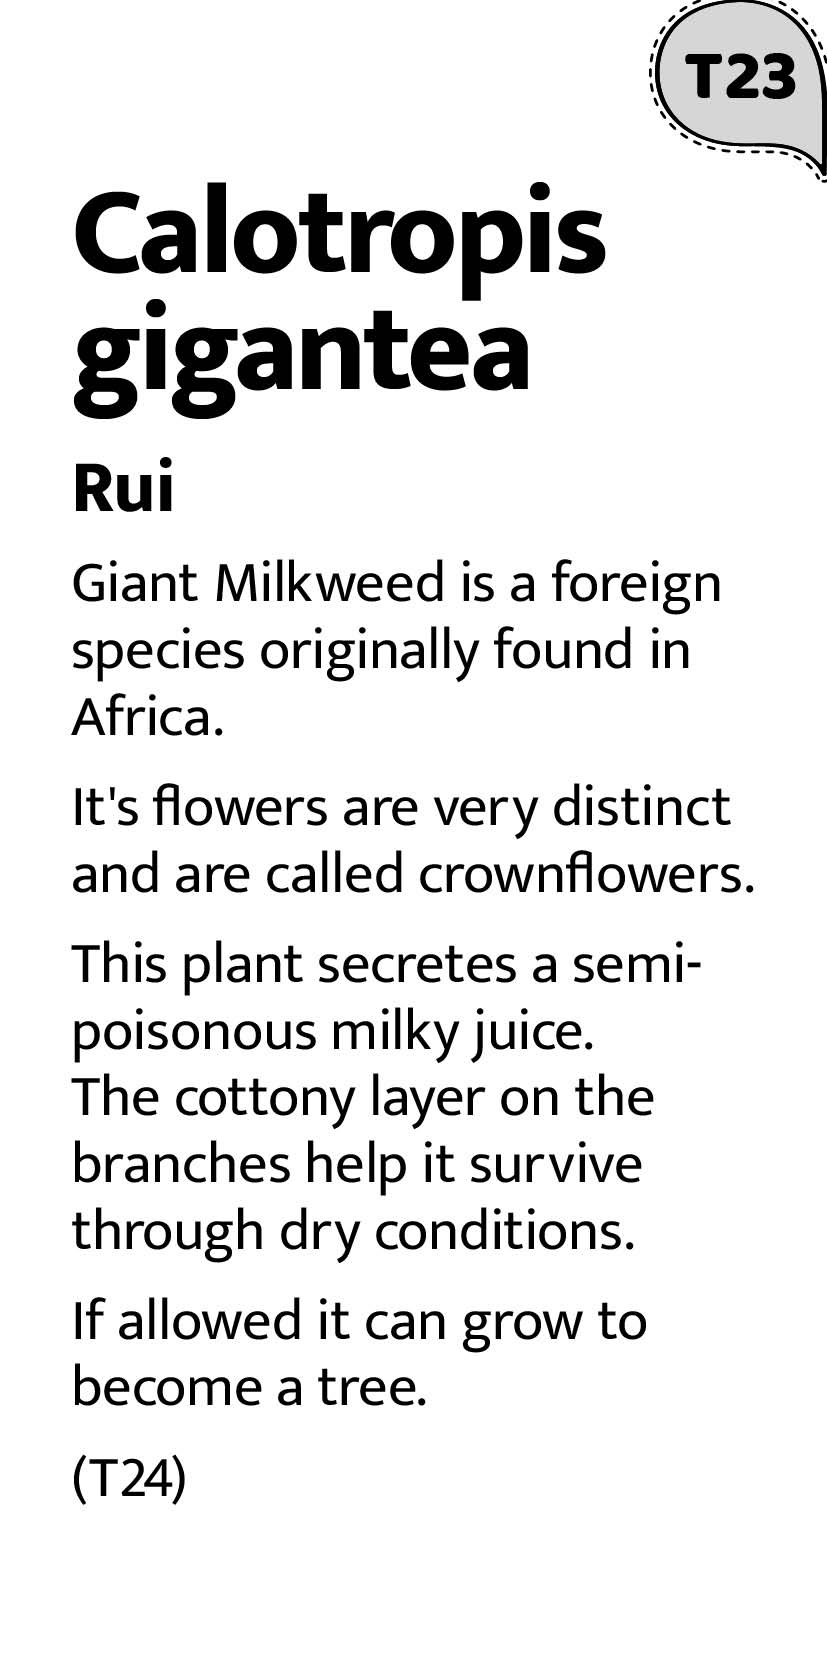 T23
Calotropis
gigantea
Rui
Giant Milkweed is a foreign
species originally found in
Africa.
It's flowers are very distinct
and are called crownflowers.
This plant secretes a semi-
poisonous milky juice.
The cottony layer on the
branches help it survive
through dry conditions.
If allowed it can grow to
become a tree.
(T24)